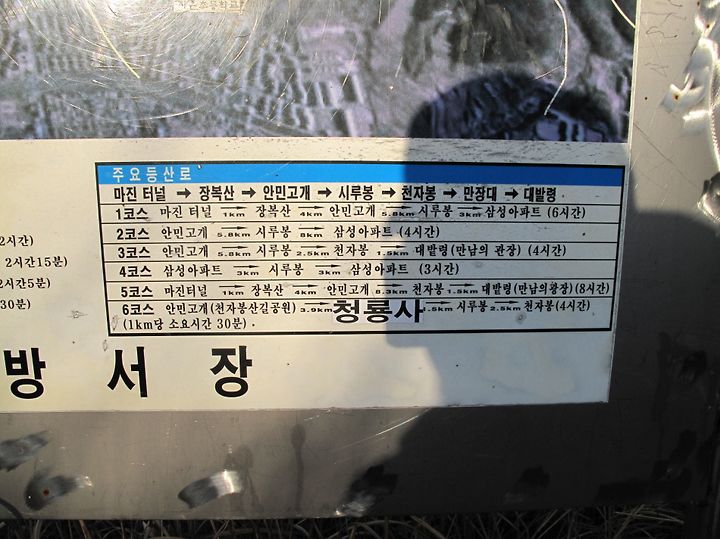 주요등산로
마진 터널 → 장복산 → 안민고개 → 시루봉 → 천자봉 → 만장대 → 대발령
1코스 마진 터널 → 1km 장복산 → 4km 안민고개 → 5.8km 시루봉 → 3km 삼성아파트 (6시간)
2코스 안민고개 → 5.8km 시루봉 → 8km 삼성아파트 (4시간)
3코스 안민고개 → 5.8km 시루봉 → 2.5km 천자봉 → 1.5km 대발령(만남의 광장) (4시간)
4코스 삼성아파트 → 3km 시루봉 → 3km 삼성아파트 (3시간)
5코스 마진터널 → 1km 장복산 → 4km 안민고개 → 8.3km 천자봉 → 1.5km 대발령(만남의광장)(8시간)
6코스 안민고개(천자봉산길공원) → 3.9km 청룡사 .5km 시루봉 → 2.5km 천자봉(4시간)
(1km당 소요시간 30분)
2시간)
2시간15분)
2시간5분)
30분)
방 서 장